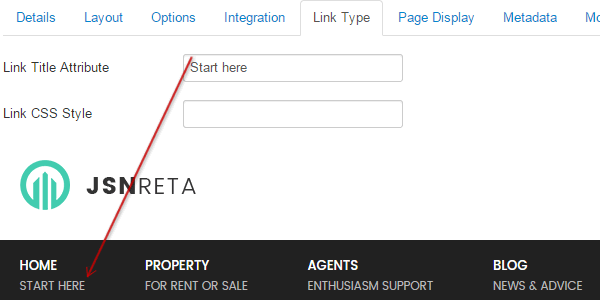 Details Layout Options Integration Link Type Page Display Metadata Mo
Link Title Attribute Start here
Link CSS Style
JSNRETA
HOME PROPERTY AGENTS BLOG
START HERE FOR RENT OR SALE ENTHUSIASM SUPPORT NEWS & ADVICE